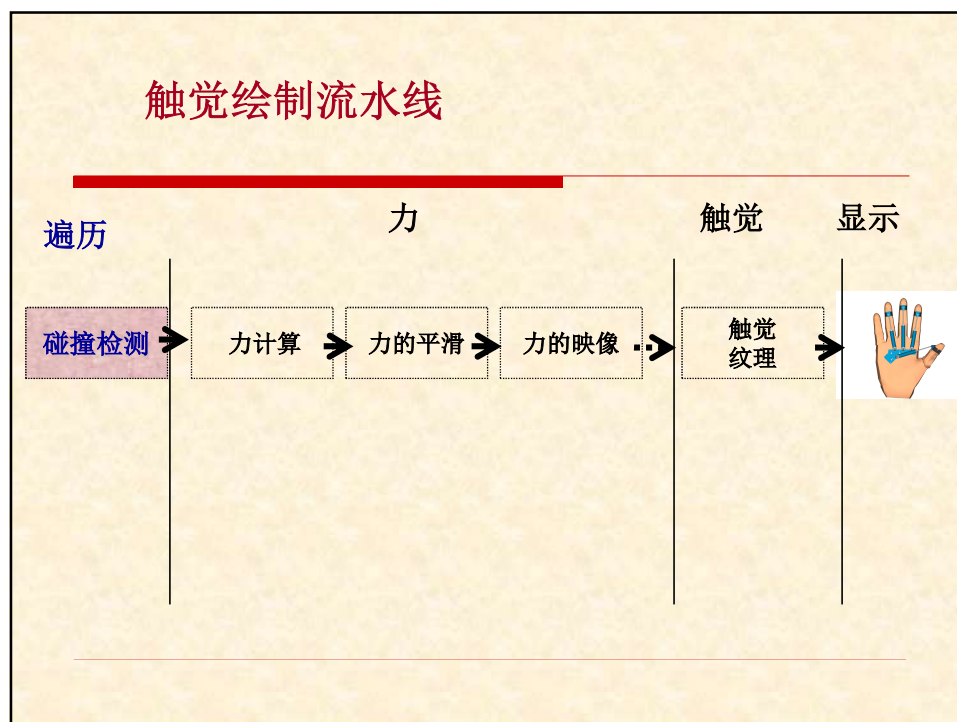 触觉绘制流水线
遍历
力
触觉
显示
碰撞检测
力计算
力的平滑
力的映像
触觉
纹理